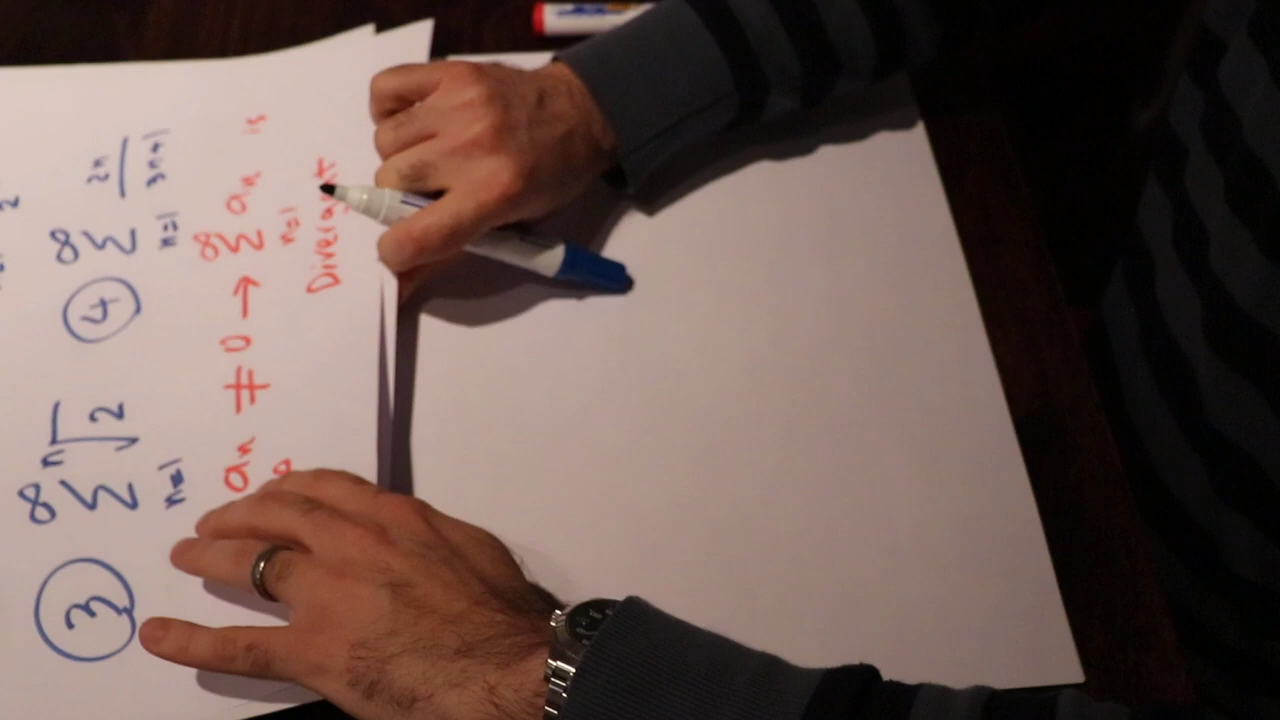 ③ ∞ Σ n=1 ⁿ√2 ④ ∞ Σ n=1 2n / 3n+1
an ≠ 0 → ∞ Σ n=1 an is
Divergent